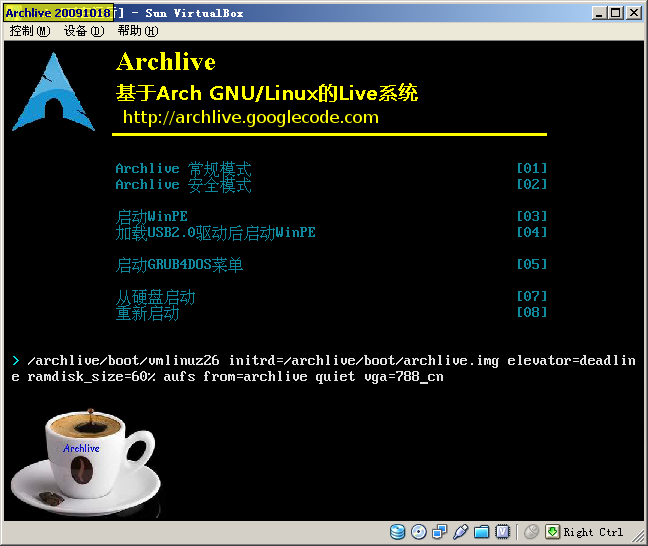 Archlive 20091018 行] - Sun VirtualBox
控制(M) 设备(D) 帮助(H)
Archlive
基于Arch GNU/Linux的Live系统
http://archlive.googlecode.com
Archlive 常规模式 [01]
Archlive 安全模式 [02]
启动WinPE [03]
加载USB2.0驱动后启动WinPE [04]
启动GRUB4DOS菜单 [05]
从硬盘启动 [07]
重新启动 [08]
> /archlive/boot/vmlinuz26 initrd=/archlive/boot/archlive.img elevator=deadlin
e ramdisk_size=60% aufs from=archlive quiet vga=788_cn
Archlive
Right Ctrl